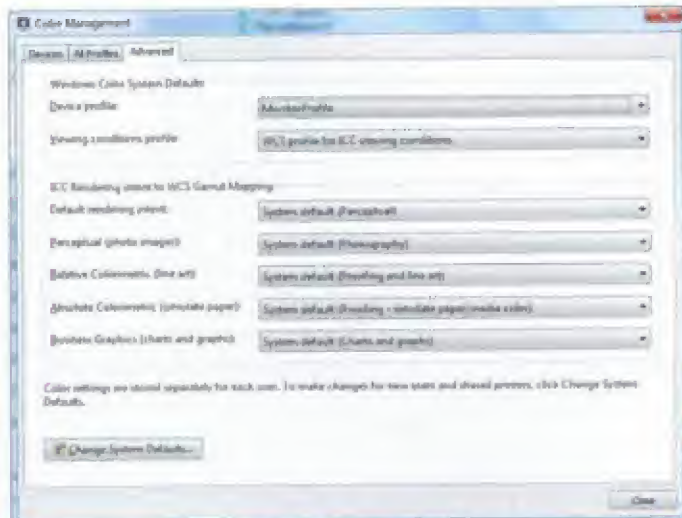 Color Management
Devices All Profiles Advanced
Windows Color System Defaults
Device profile:
Viewing conditions profile: WCS profile for ICC viewing conditions
ICC Rendering intent to WCS Gamut Mapping
Default rendering intent: System default (Perceptual)
Perceptual (photo images): System default (Photography)
Relative Colorimetric (line art): System default (Proofing and line art)
Absolute Colorimetric (simulate paper): System default (Proofing - simulate paper/media color)
Business Graphics (charts and graphs): System default (Charts and graphs)
Color settings are stored separately for each user. To make changes for new users and shared printers, click Change System
Defaults.
Change System Defaults...
Close